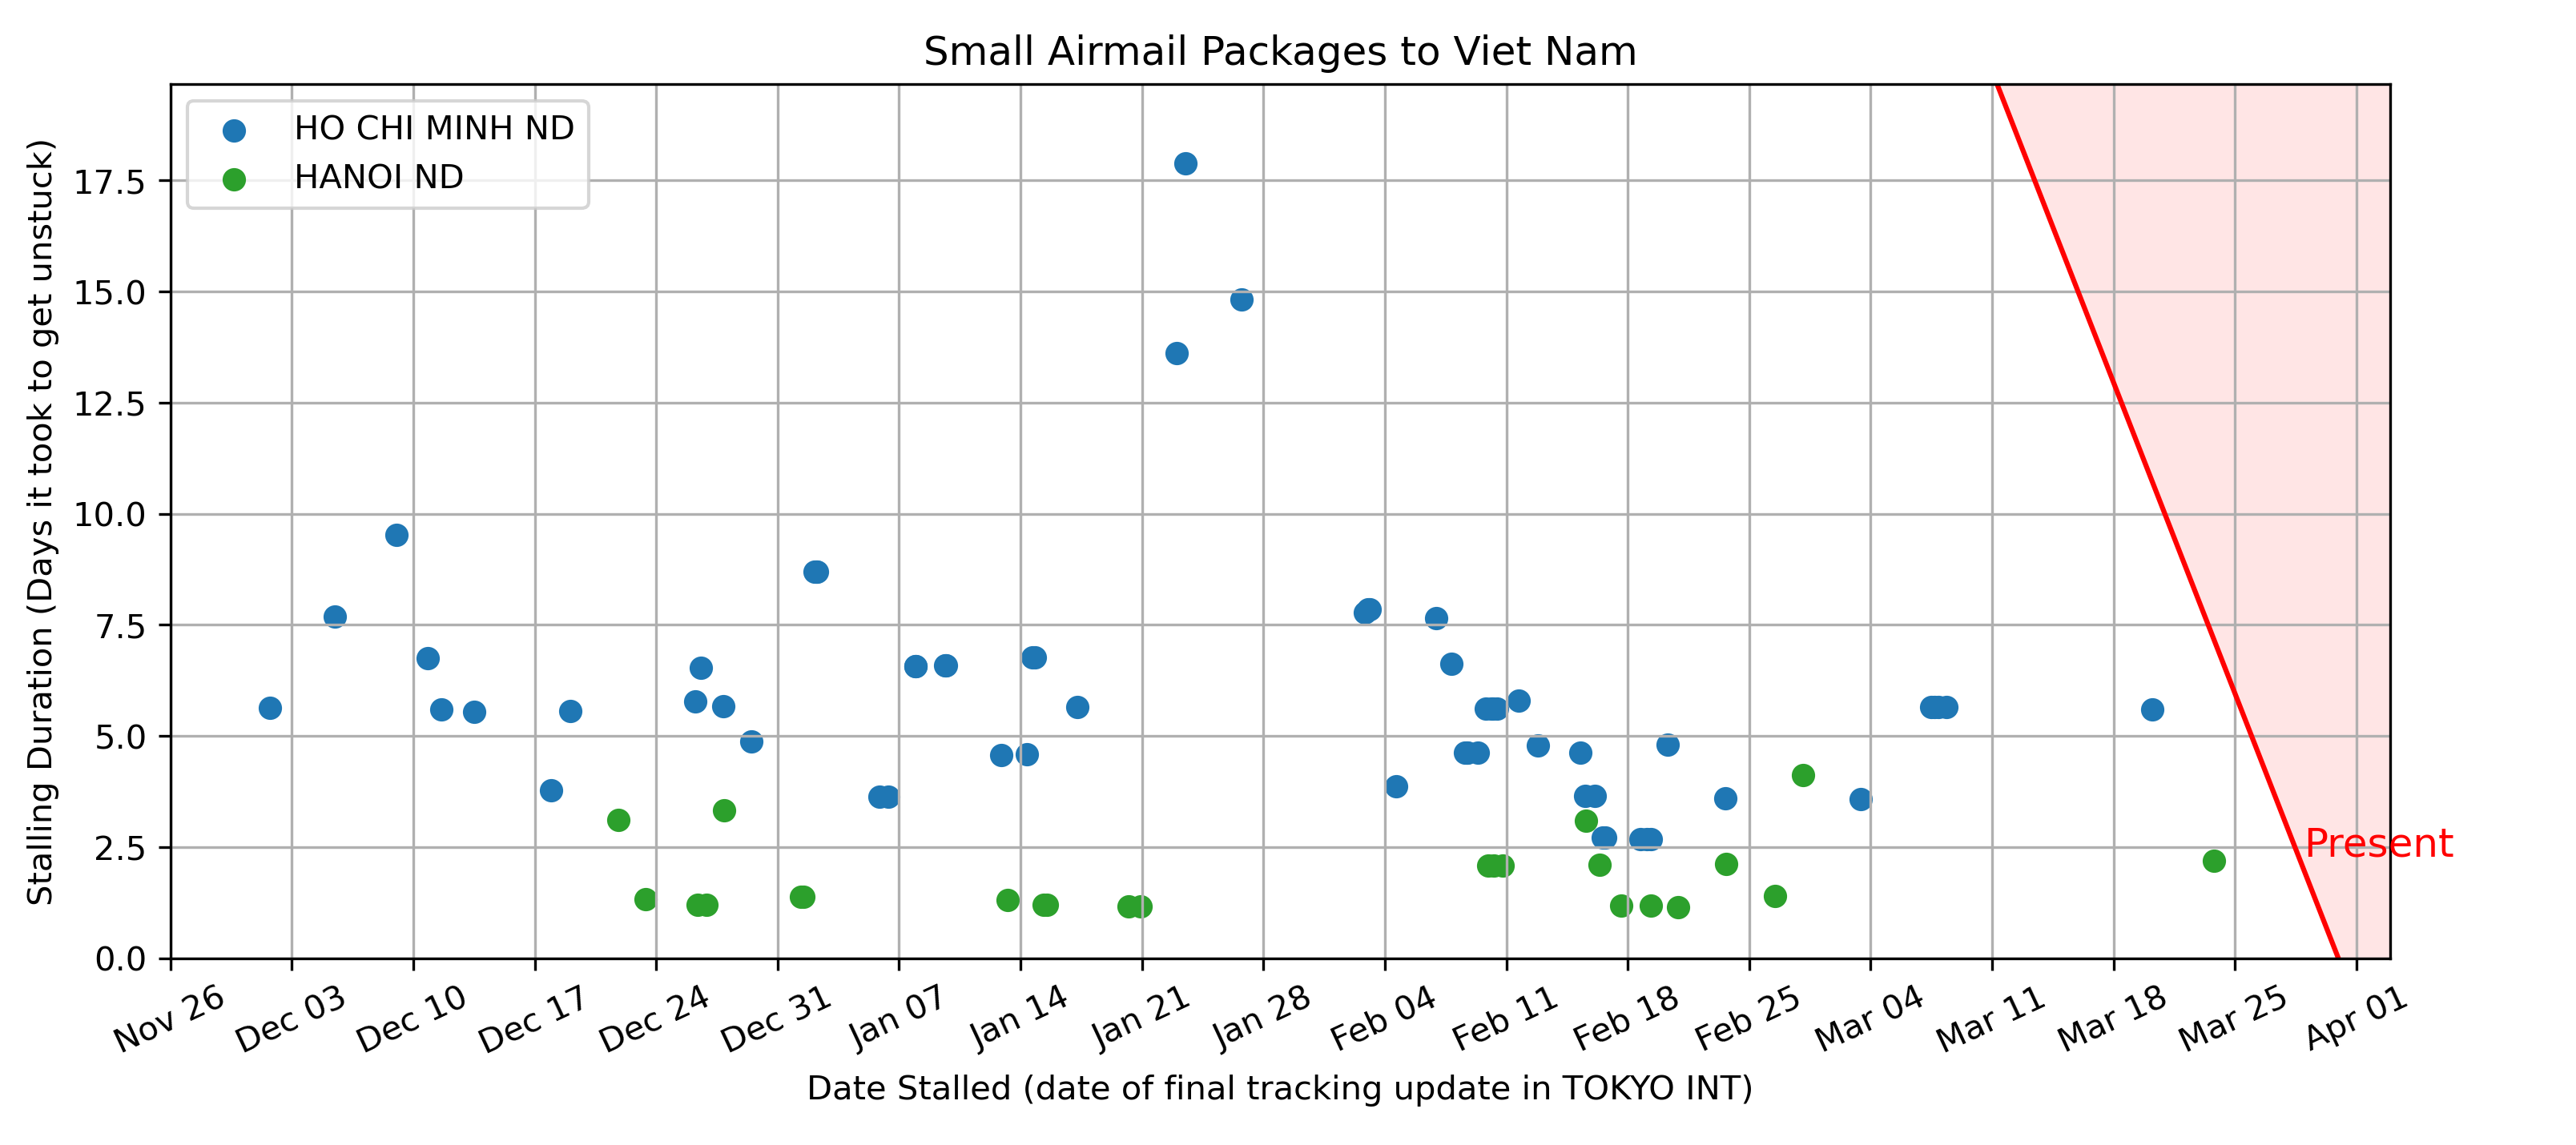 Small Airmail Packages to Viet Nam
HO CHI MINH ND
HANOI ND
Stalling Duration (Days it took to get unstuck)
17.5
15.0
12.5
10.0
7.5
5.0
2.5
0.0
Present
Nov 26
Dec 03
Dec 10
Dec 17
Dec 24
Dec 31
Jan 07
Jan 14
Jan 21
Jan 28
Feb 04
Feb 11
Feb 18
Feb 25
Mar 04
Mar 11
Mar 18
Mar 25
Apr 01
Date Stalled (date of final tracking update in TOKYO INT)